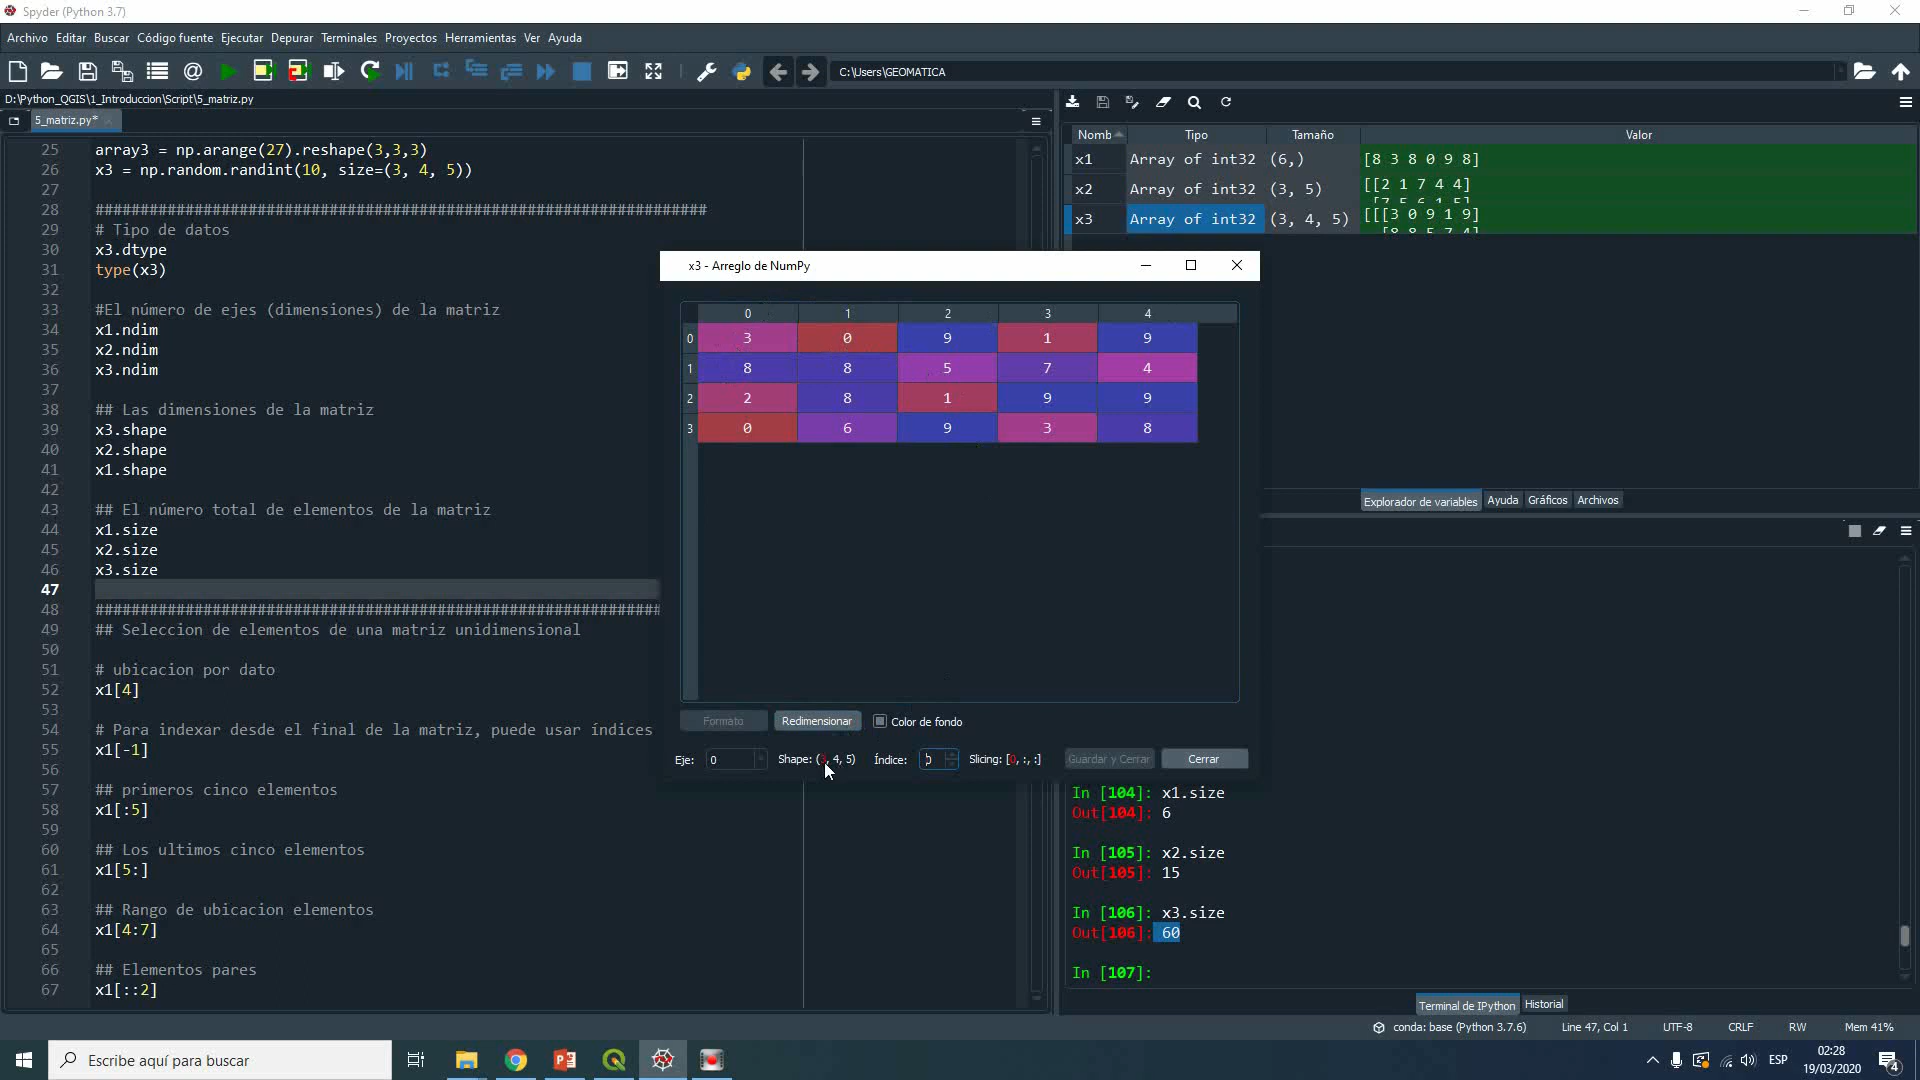 Spyder (Python 3.7)
Archivo Editar Buscar Código fuente Ejecutar Depurar Terminales Proyectos Herramientas Ver Ayuda
C:\Users\GEOMATICA
D:\Python_QGIS\1_Introduccion\Script\5_matriz.py
5_matriz.py*
25 array3 = np.arange(27).reshape(3,3,3)
26 x3 = np.random.randint(10, size=(3, 4, 5))
27
28 ####################################################################
29 # Tipo de datos
30 x3.dtype
31 type(x3)
32
33 #El número de ejes (dimensiones) de la matriz
34 x1.ndim
35 x2.ndim
36 x3.ndim
37
38 ## Las dimensiones de la matriz
39 x3.shape
40 x2.shape
41 x1.shape
42
43 ## El número total de elementos de la matriz
44 x1.size
45 x2.size
46 x3.size
47
48 ###############################################################
49 ## Seleccion de elementos de una matriz unidimensional
50
51 # ubicacion por dato
52 x1[4]
53
54 # Para indexar desde el final de la matriz, puede usar índices
55 x1[-1]
56
57 ## primeros cinco elementos
58 x1[:5]
59
60 ## Los ultimos cinco elementos
61 x1[5:]
62
63 ## Rango de ubicacion elementos
64 x1[4:7]
65
66 ## Elementos pares
67 x1[::2]
Nomb Tipo Tamaño Valor
x1 Array of int32 (6,) [8 3 8 0 9 8]
x2 Array of int32 (3, 5) [[2 1 7 4 4]
[7 5 6 1 5]
x3 Array of int32 (3, 4, 5) [[[3 0 9 1 9]
[8 8 5 7 4]
x3 - Arreglo de NumPy
0 1 2 3 4
0 3 0 9 1 9
1 8 8 5 7 4
2 2 8 1 9 9
3 0 6 9 3 8
Formato Redimensionar Color de fondo
Eje: 0 Shape: (3, 4, 5) Índice: 0 Slicing: [0, :, :] Guardar y Cerrar Cerrar
Explorador de variables Ayuda Gráficos Archivos
In [104]: x1.size
Out[104]: 6
In [105]: x2.size
Out[105]: 15
In [106]: x3.size
Out[106]: 60
In [107]:
Terminal de IPython Historial
conda: base (Python 3.7.6) Line 47, Col 1 UTF-8 CRLF RW Mem 41%
Escribe aquí para buscar
ESP
02:28
19/03/2020
4